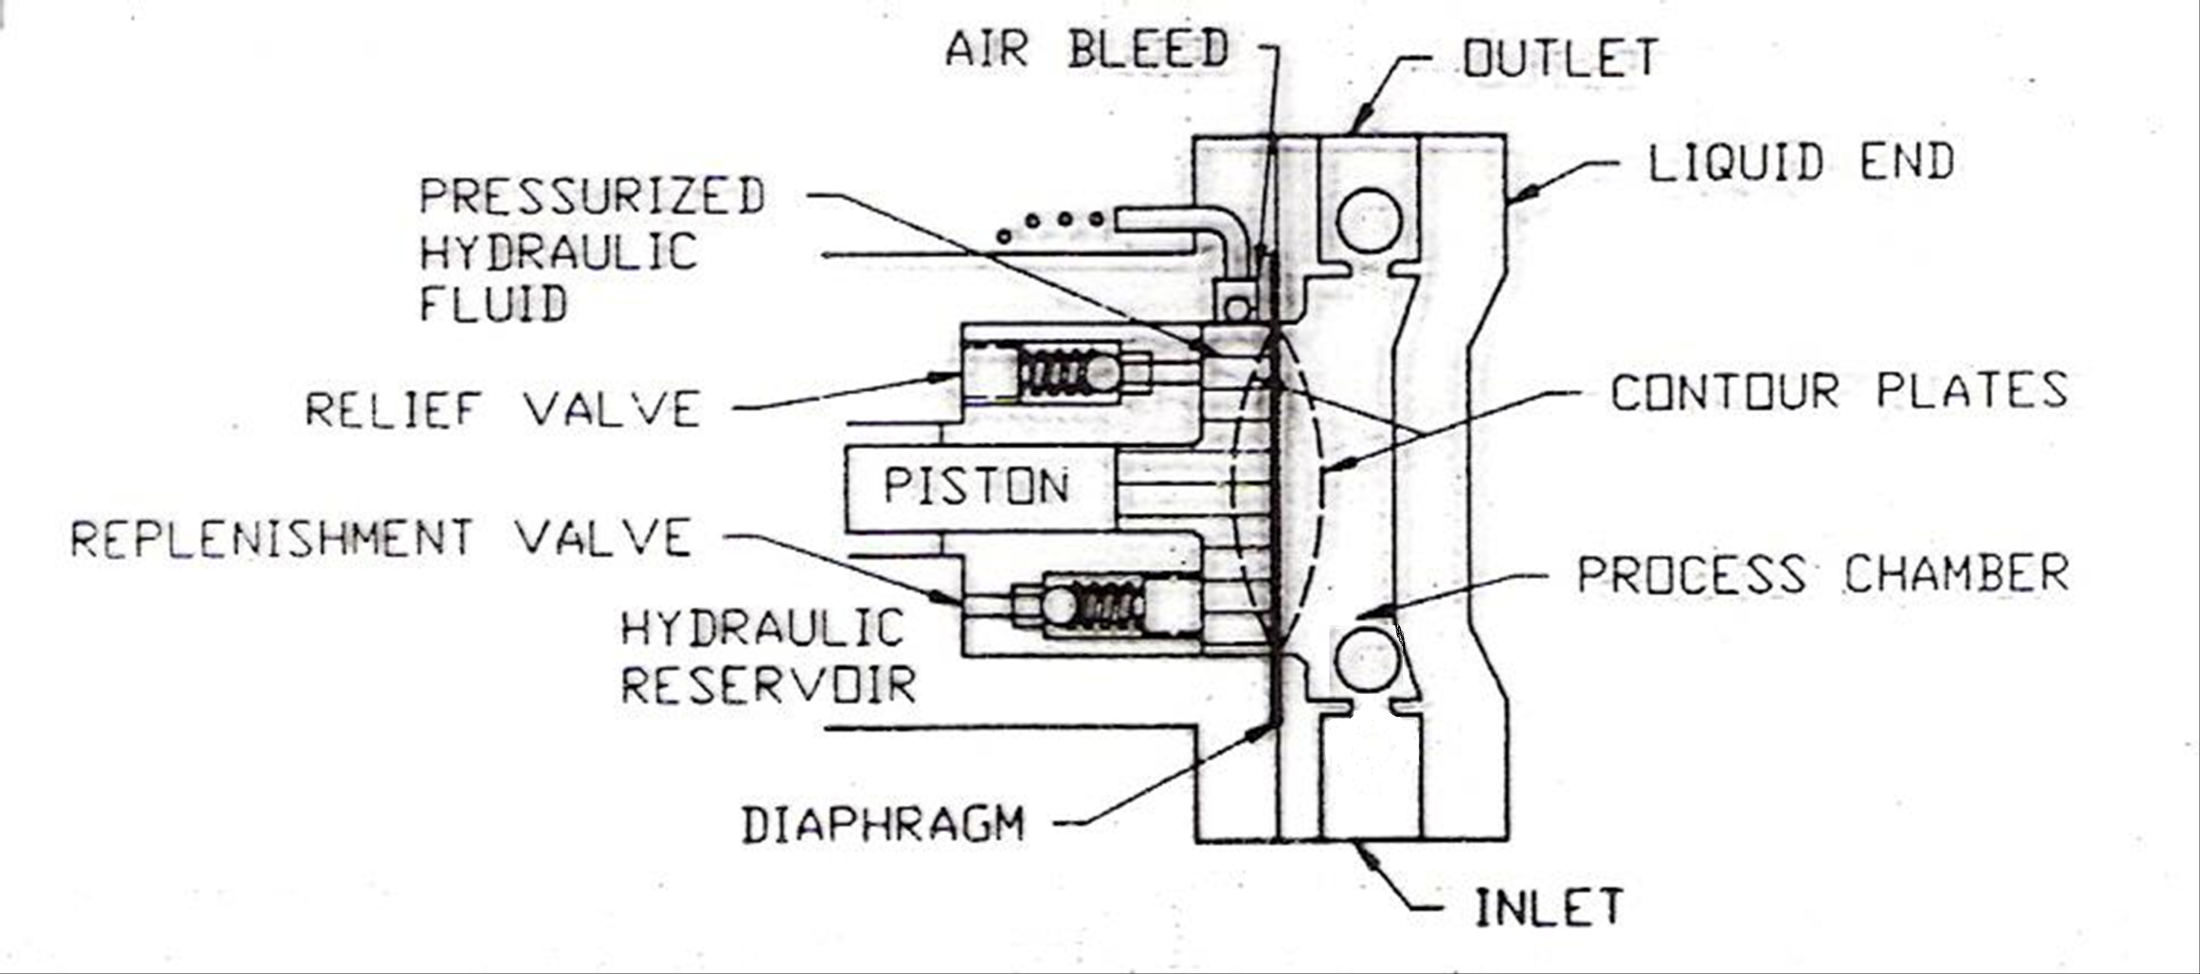 AIR BLEED
OUTLET
LIQUID END
PRESSURIZED
HYDRAULIC
FLUID
CONTOUR PLATES
RELIEF VALVE
PISTON
REPLENISHMENT VALVE
PROCESS CHAMBER
HYDRAULIC
RESERVOIR
DIAPHRAGM
INLET